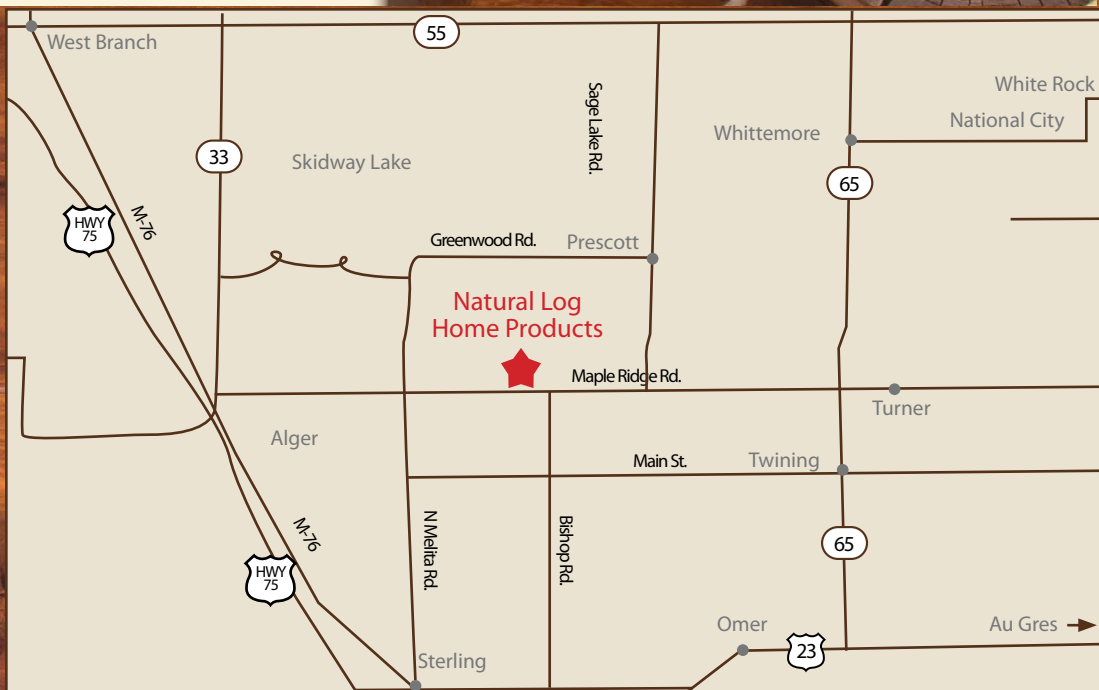 West Branch
55
White Rock
Sage Lake Rd.
National City
Whittemore
33
Skidway Lake
65
HWY
75
M-76
Greenwood Rd.
Prescott
Natural Log
Home Products
Maple Ridge Rd.
Turner
Alger
Main St.
Twining
M-76
N Melita Rd.
Bishop Rd.
65
HWY
75
Omer
Au Gres
23
Sterling